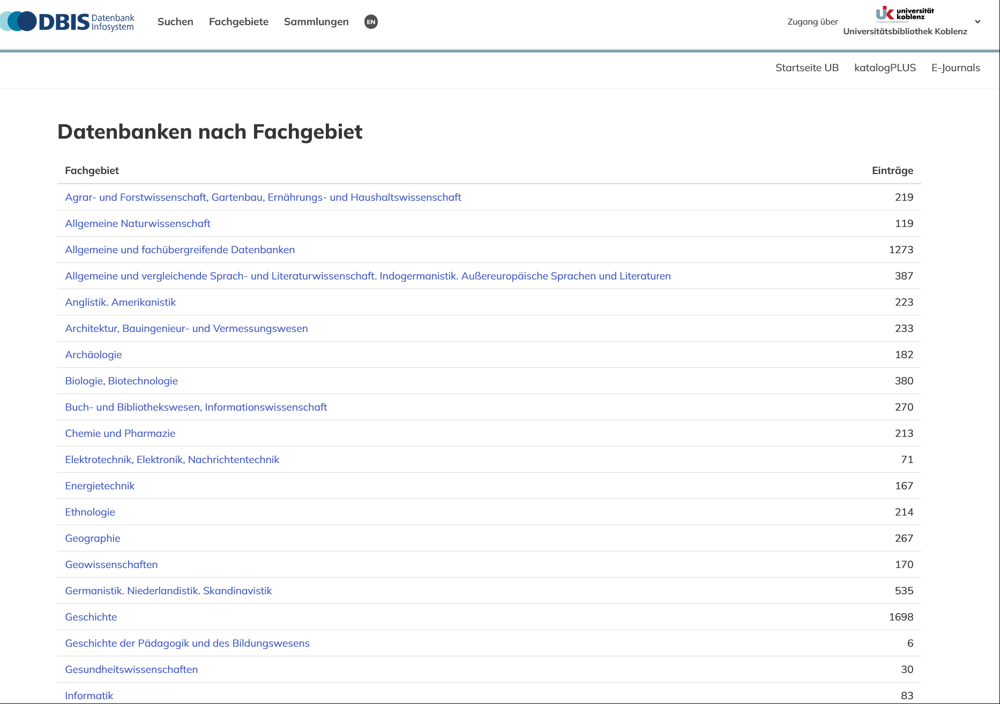 DBIS Datenbank Infosystem
Suchen Fachgebiete Sammlungen EN
Zugang über
universität koblenz
Universitätsbibliothek
Universitätsbibliothek Koblenz
Startseite UB katalogPLUS E-Journals
Datenbanken nach Fachgebiet
Fachgebiet Einträge
Agrar- und Forstwissenschaft, Gartenbau, Ernährungs- und Haushaltswissenschaft 219
Allgemeine Naturwissenschaft 119
Allgemeine und fachübergreifende Datenbanken 1273
Allgemeine und vergleichende Sprach- und Literaturwissenschaft. Indogermanistik. Außereuropäische Sprachen und Literaturen 387
Anglistik. Amerikanistik 223
Architektur, Bauingenieur- und Vermessungswesen 233
Archäologie 182
Biologie, Biotechnologie 380
Buch- und Bibliothekswesen, Informationswissenschaft 270
Chemie und Pharmazie 213
Elektrotechnik, Elektronik, Nachrichtentechnik 71
Energietechnik 167
Ethnologie 214
Geographie 267
Geowissenschaften 170
Germanistik. Niederlandistik. Skandinavistik 535
Geschichte 1698
Geschichte der Pädagogik und des Bildungswesens 6
Gesundheitswissenschaften 30
Informatik 83